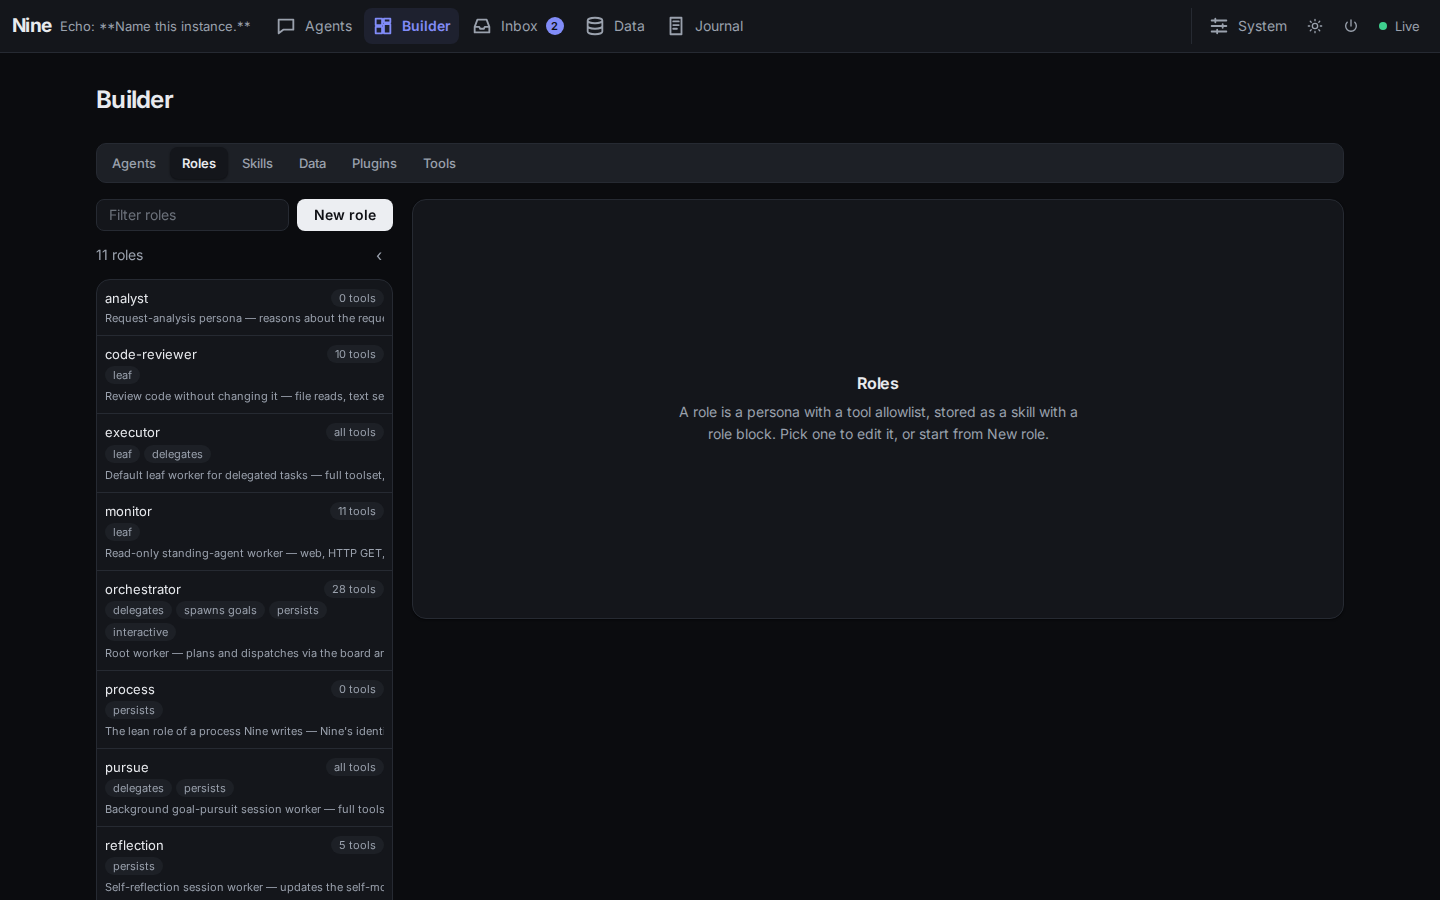 Nine Echo: **Name this instance.** Agents Builder Inbox 2 Data Journal System Live
Builder
Agents Roles Skills Data Plugins Tools
Filter roles New role
11 roles
analyst 0 tools
Request-analysis persona — reasons about the reque
code-reviewer 10 tools
leaf
Review code without changing it — file reads, text se
executor all tools
leaf delegates
Default leaf worker for delegated tasks — full toolset,
monitor 11 tools
leaf
Read-only standing-agent worker — web, HTTP GET,
orchestrator 28 tools
delegates spawns goals persists
interactive
Root worker — plans and dispatches via the board ar
process 0 tools
persists
The lean role of a process Nine writes — Nine's identi
pursue all tools
delegates persists
Background goal-pursuit session worker — full tools
reflection 5 tools
persists
Self-reflection session worker — updates the self-mo
Roles
A role is a persona with a tool allowlist, stored as a skill with a
role block. Pick one to edit it, or start from New role.